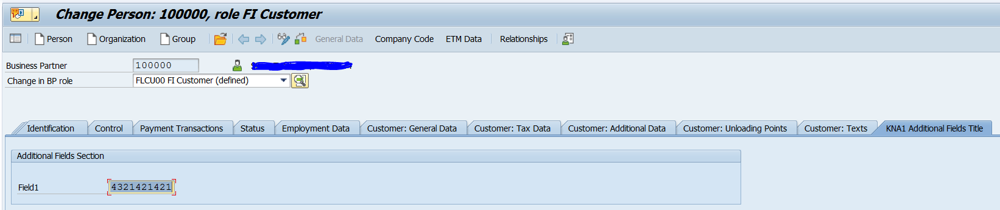 Change Person: 100000, role FI Customer
Person Organization Group General Data Company Code ETM Data Relationships
Business Partner 100000
Change in BP role FLCU00 FI Customer (defined)
Identification Control Payment Transactions Status Employment Data Customer: General Data Customer: Tax Data Customer: Additional Data Customer: Unloading Points Customer: Texts KNA1 Additional Fields Title
Additional Fields Section
Field1 4321421421